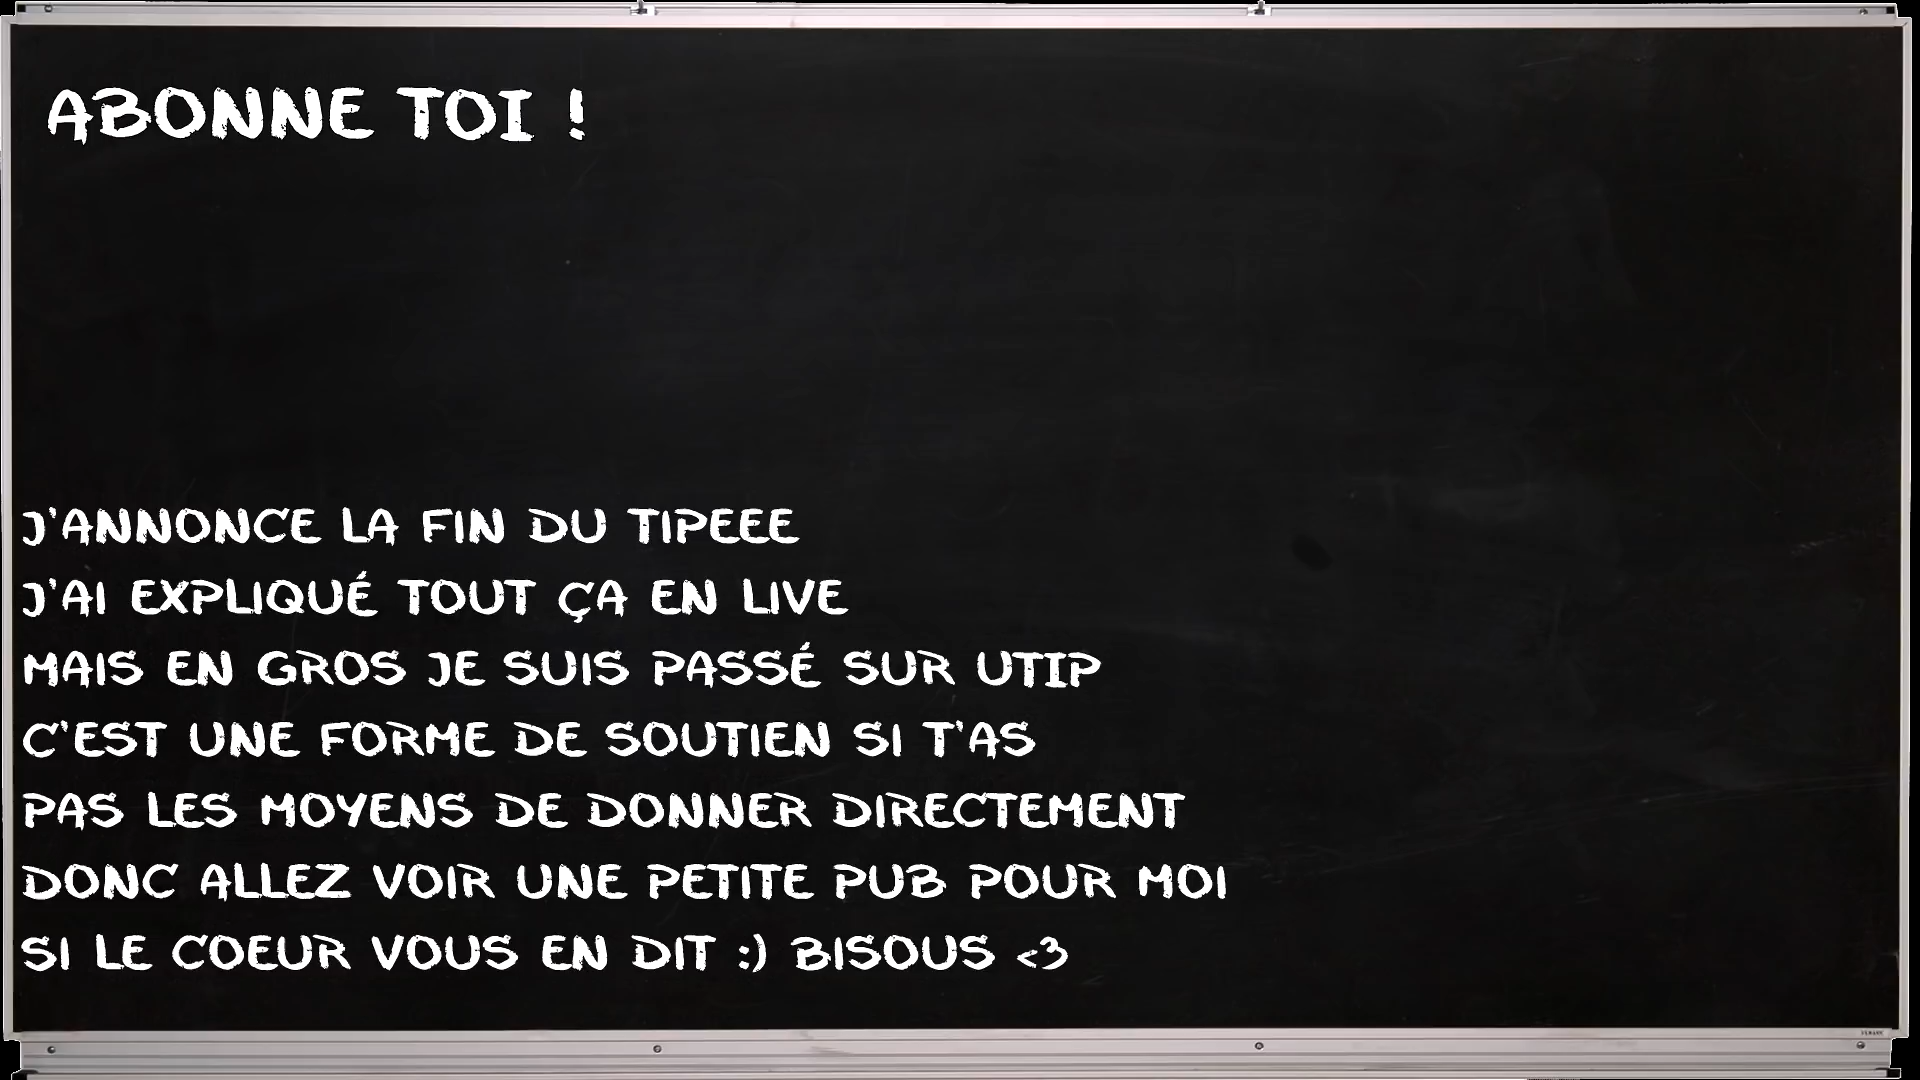 ABONNE TOI !
J'ANNONCE LA FIN DU TIPEEE
J'AI EXPLIQUÉ TOUT ÇA EN LIVE
MAIS EN GROS JE SUIS PASSÉ SUR UTIP
C'EST UNE FORME DE SOUTIEN SI T'AS
PAS LES MOYENS DE DONNER DIRECTEMENT
DONC ALLEZ VOIR UNE PETITE PUB POUR MOI
SI LE COEUR VOUS EN DIT :) BISOUS <3